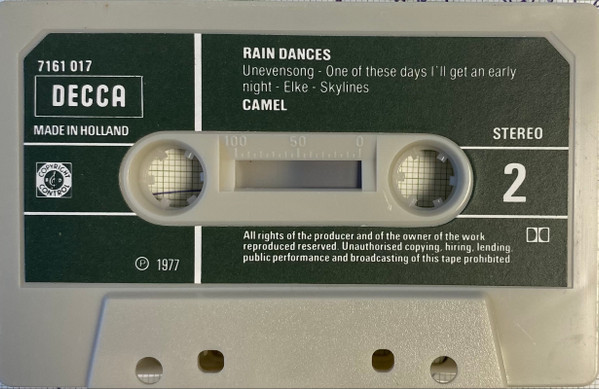 7161 017
DECCA
MADE IN HOLLAND
COPYRIGHT
CONTROL
RAIN DANCES
Unevensong - One of these days I'll get an early
night - Elke - Skylines
CAMEL
STEREO
2
100 50 0
All rights of the producer and of the owner of the work
reproduced reserved. Unauthorised copying, hiring, lending,
public performance and broadcasting of this tape prohibited
Ⓟ 1977